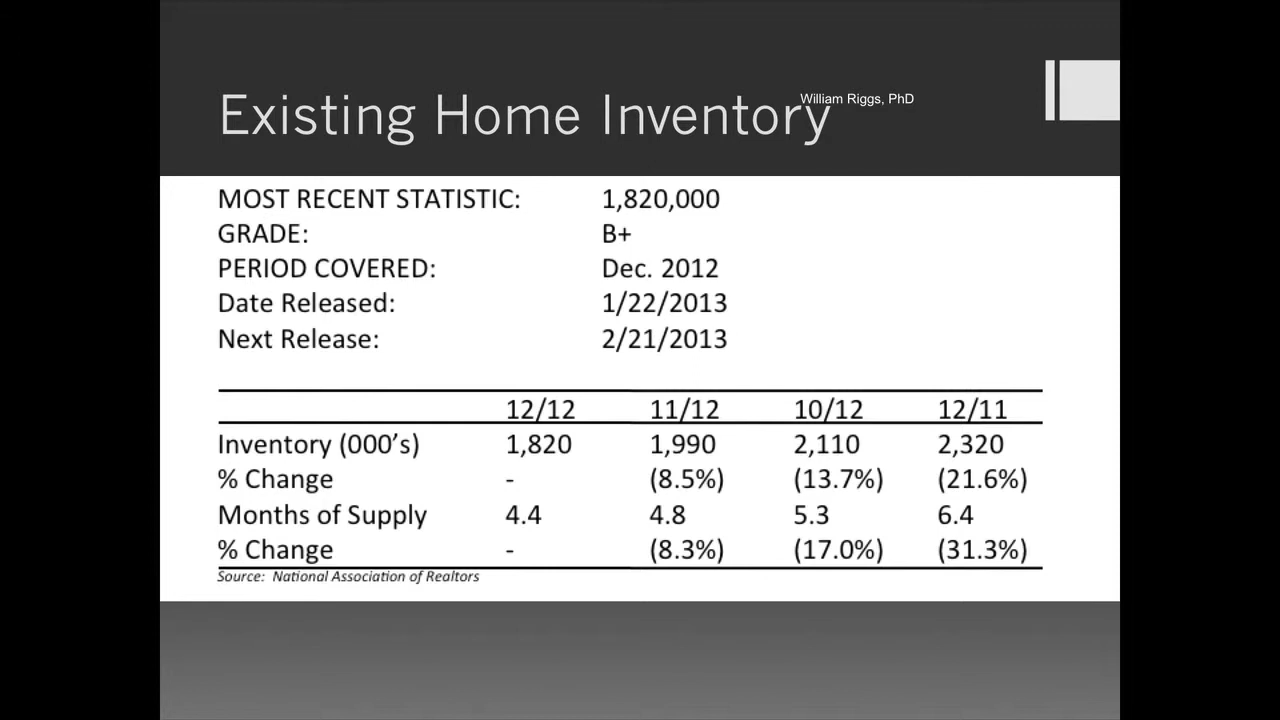 Existing Home Inventory
William Riggs, PhD
MOST RECENT STATISTIC: 1,820,000
GRADE: B+
PERIOD COVERED: Dec. 2012
Date Released: 1/22/2013
Next Release: 2/21/2013
12/12 11/12 10/12 12/11
Inventory (000’s) 1,820 1,990 2,110 2,320
% Change - (8.5%) (13.7%) (21.6%)
Months of Supply 4.4 4.8 5.3 6.4
% Change - (8.3%) (17.0%) (31.3%)
Source: National Association of Realtors